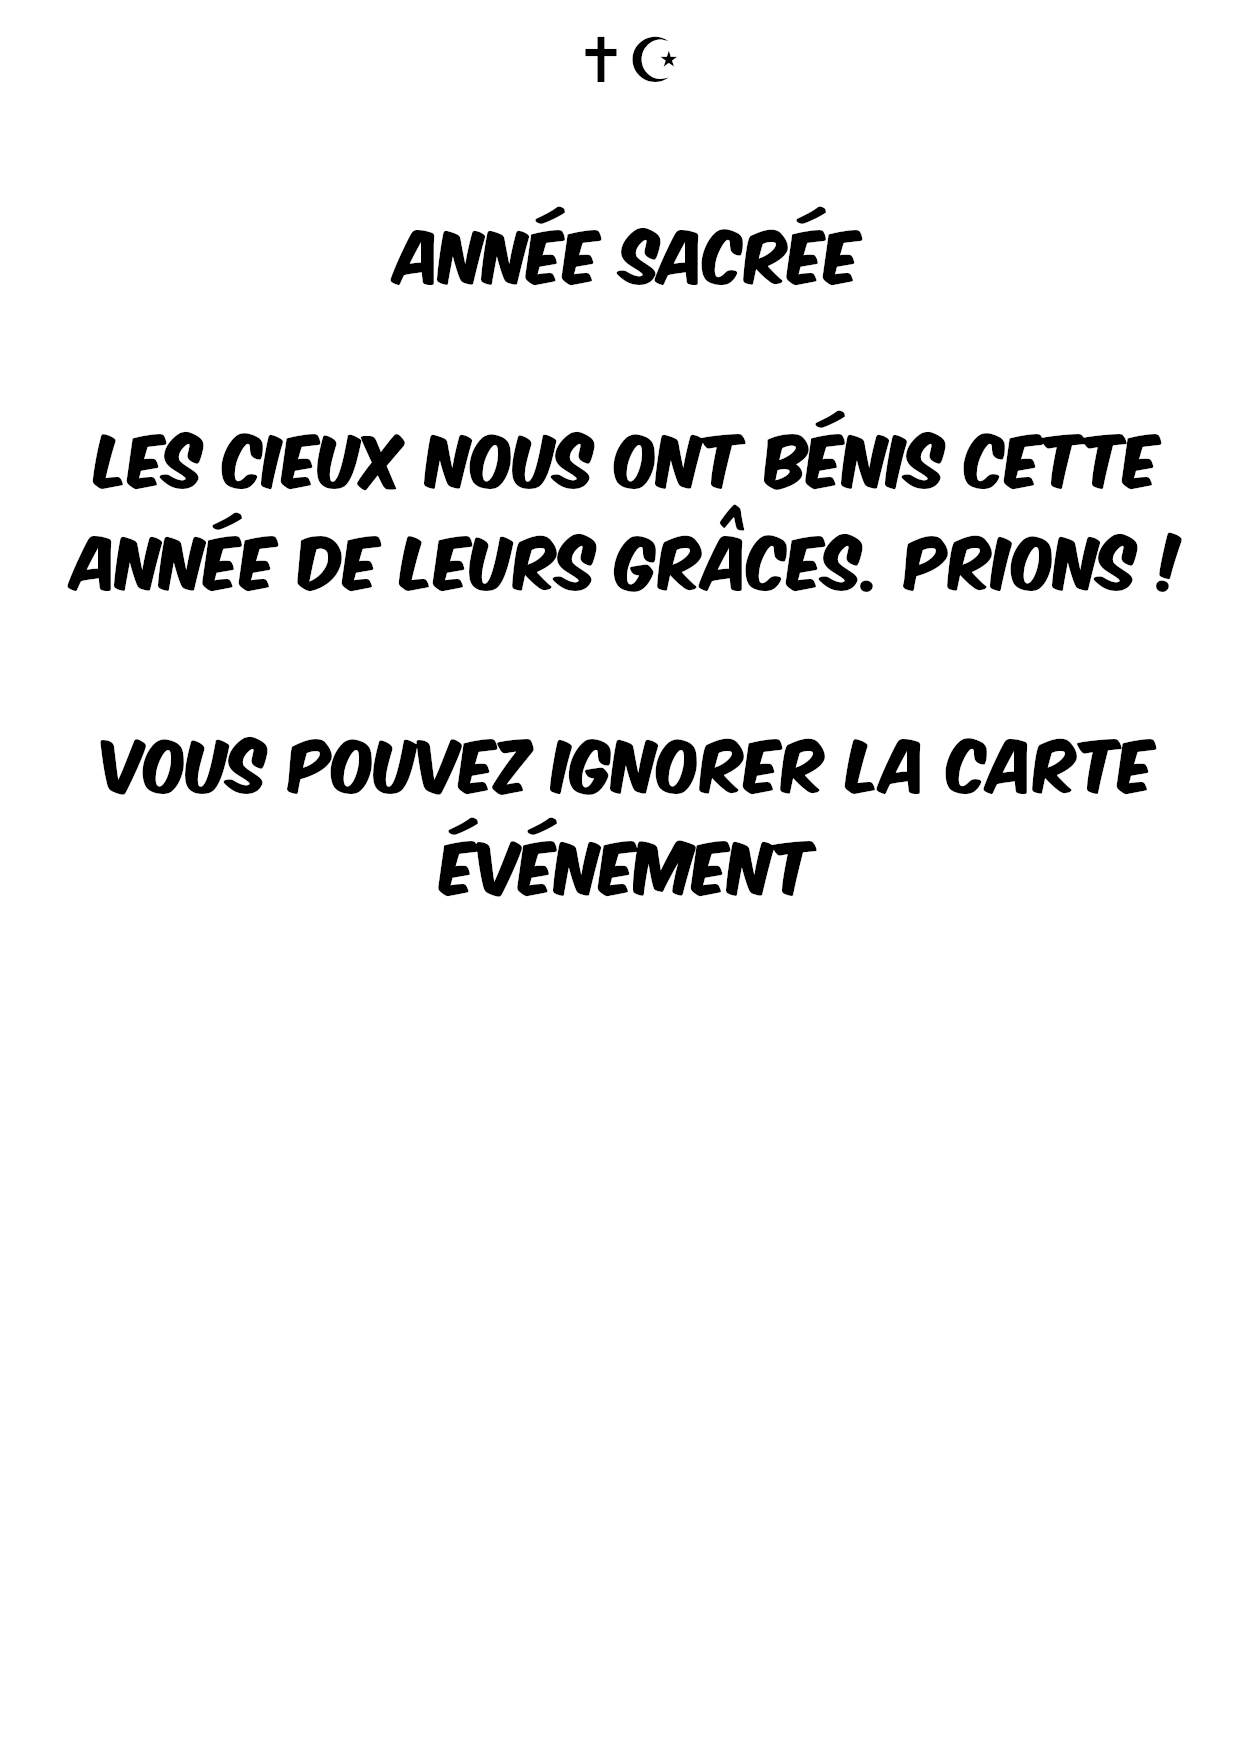 ✝☪
ANNÉE SACRÉE
LES CIEUX NOUS ONT BÉNIS CETTE
ANNÉE DE LEURS GRÂCES. PRIONS !
VOUS POUVEZ IGNORER LA CARTE
ÉVÉNEMENT